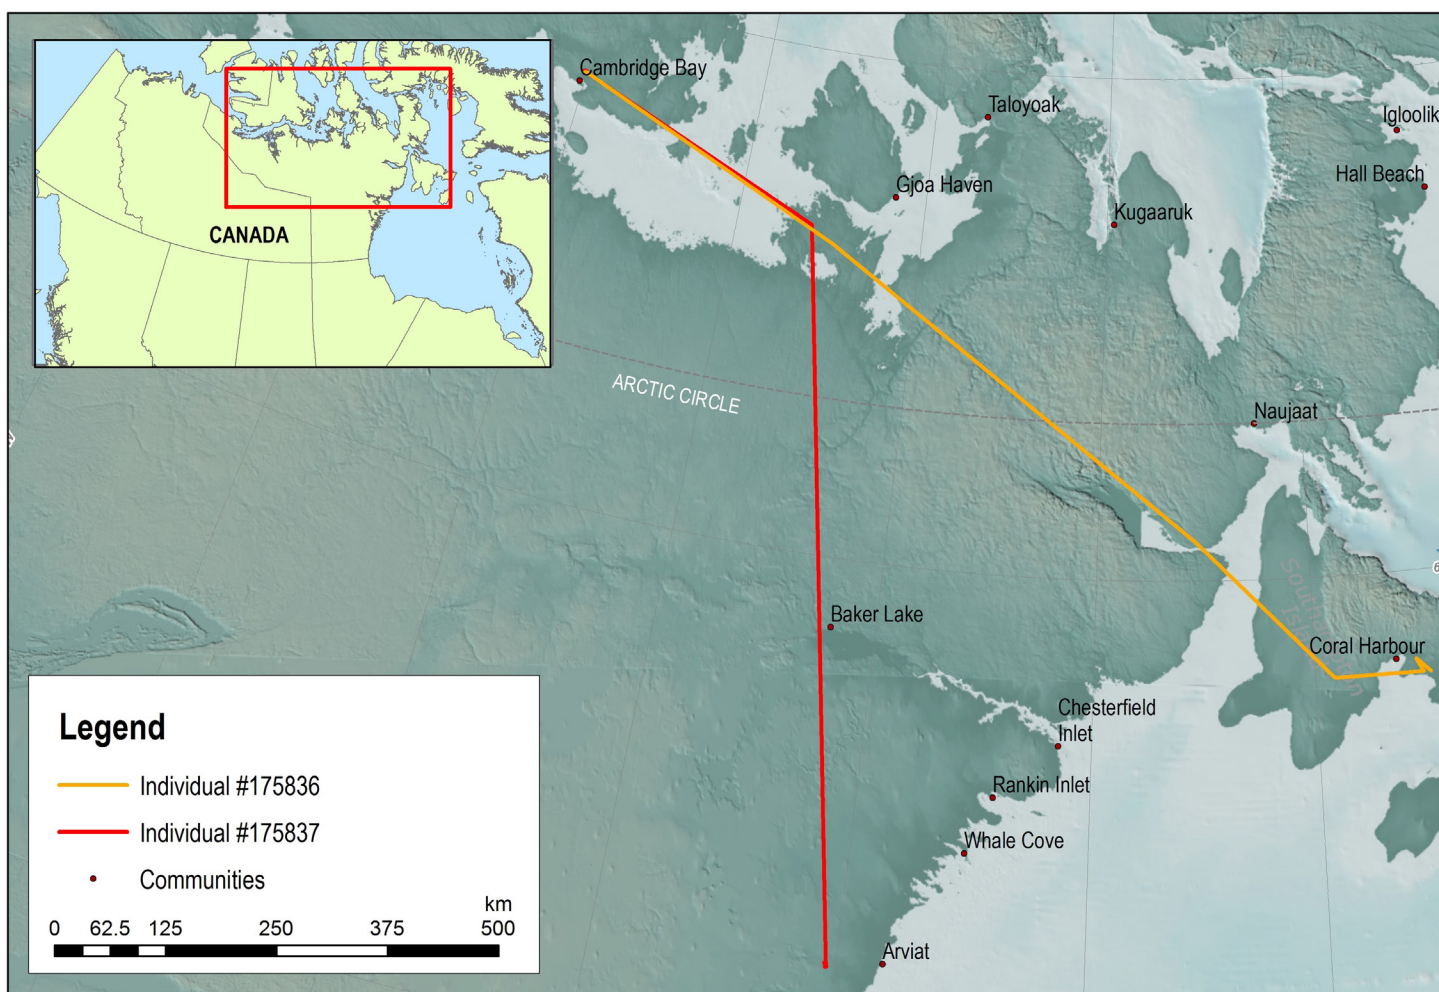 CANADA
Cambridge Bay
Taloyoak
Igloolik
Hall Beach
Gjoa Haven
Kugaaruk
ARCTIC CIRCLE
Naujaat
Baker Lake
Coral Harbour
Chesterfield
Inlet
Rankin Inlet
Whale Cove
Arviat
Legend
Individual #175836
Individual #175837
Communities
km
0 62.5 125 250 375 500